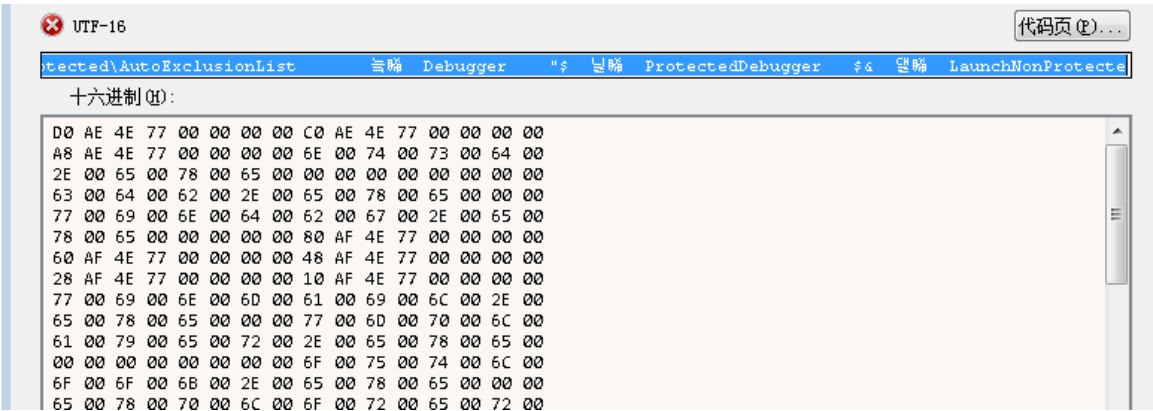 UTF-16
代码页(P)...
otected\AutoExclusionList 늑睎 Debugger "$ 닐睎 ProtectedDebugger $& 댇睎 LaunchNonProtecte
十六进制(H):
D0 AE 4E 77 00 00 00 00 C0 AE 4E 77 00 00 00 00
A8 AE 4E 77 00 00 00 00 6E 00 74 00 73 00 64 00
2E 00 65 00 78 00 65 00 00 00 00 00 00 00 00 00
63 00 64 00 62 00 2E 00 65 00 78 00 65 00 00 00
77 00 69 00 6E 00 64 00 62 00 67 00 2E 00 65 00
78 00 65 00 00 00 00 00 80 AF 4E 77 00 00 00 00
60 AF 4E 77 00 00 00 00 48 AF 4E 77 00 00 00 00
28 AF 4E 77 00 00 00 00 10 AF 4E 77 00 00 00 00
77 00 69 00 6E 00 6D 00 61 00 69 00 6C 00 2E 00
65 00 78 00 65 00 00 00 77 00 6D 00 70 00 6C 00
61 00 79 00 65 00 72 00 2E 00 65 00 78 00 65 00
00 00 00 00 00 00 00 00 6F 00 75 00 74 00 6C 00
6F 00 6F 00 6B 00 2E 00 65 00 78 00 65 00 00 00
65 00 78 00 70 00 6C 00 6F 00 72 00 65 00 72 00